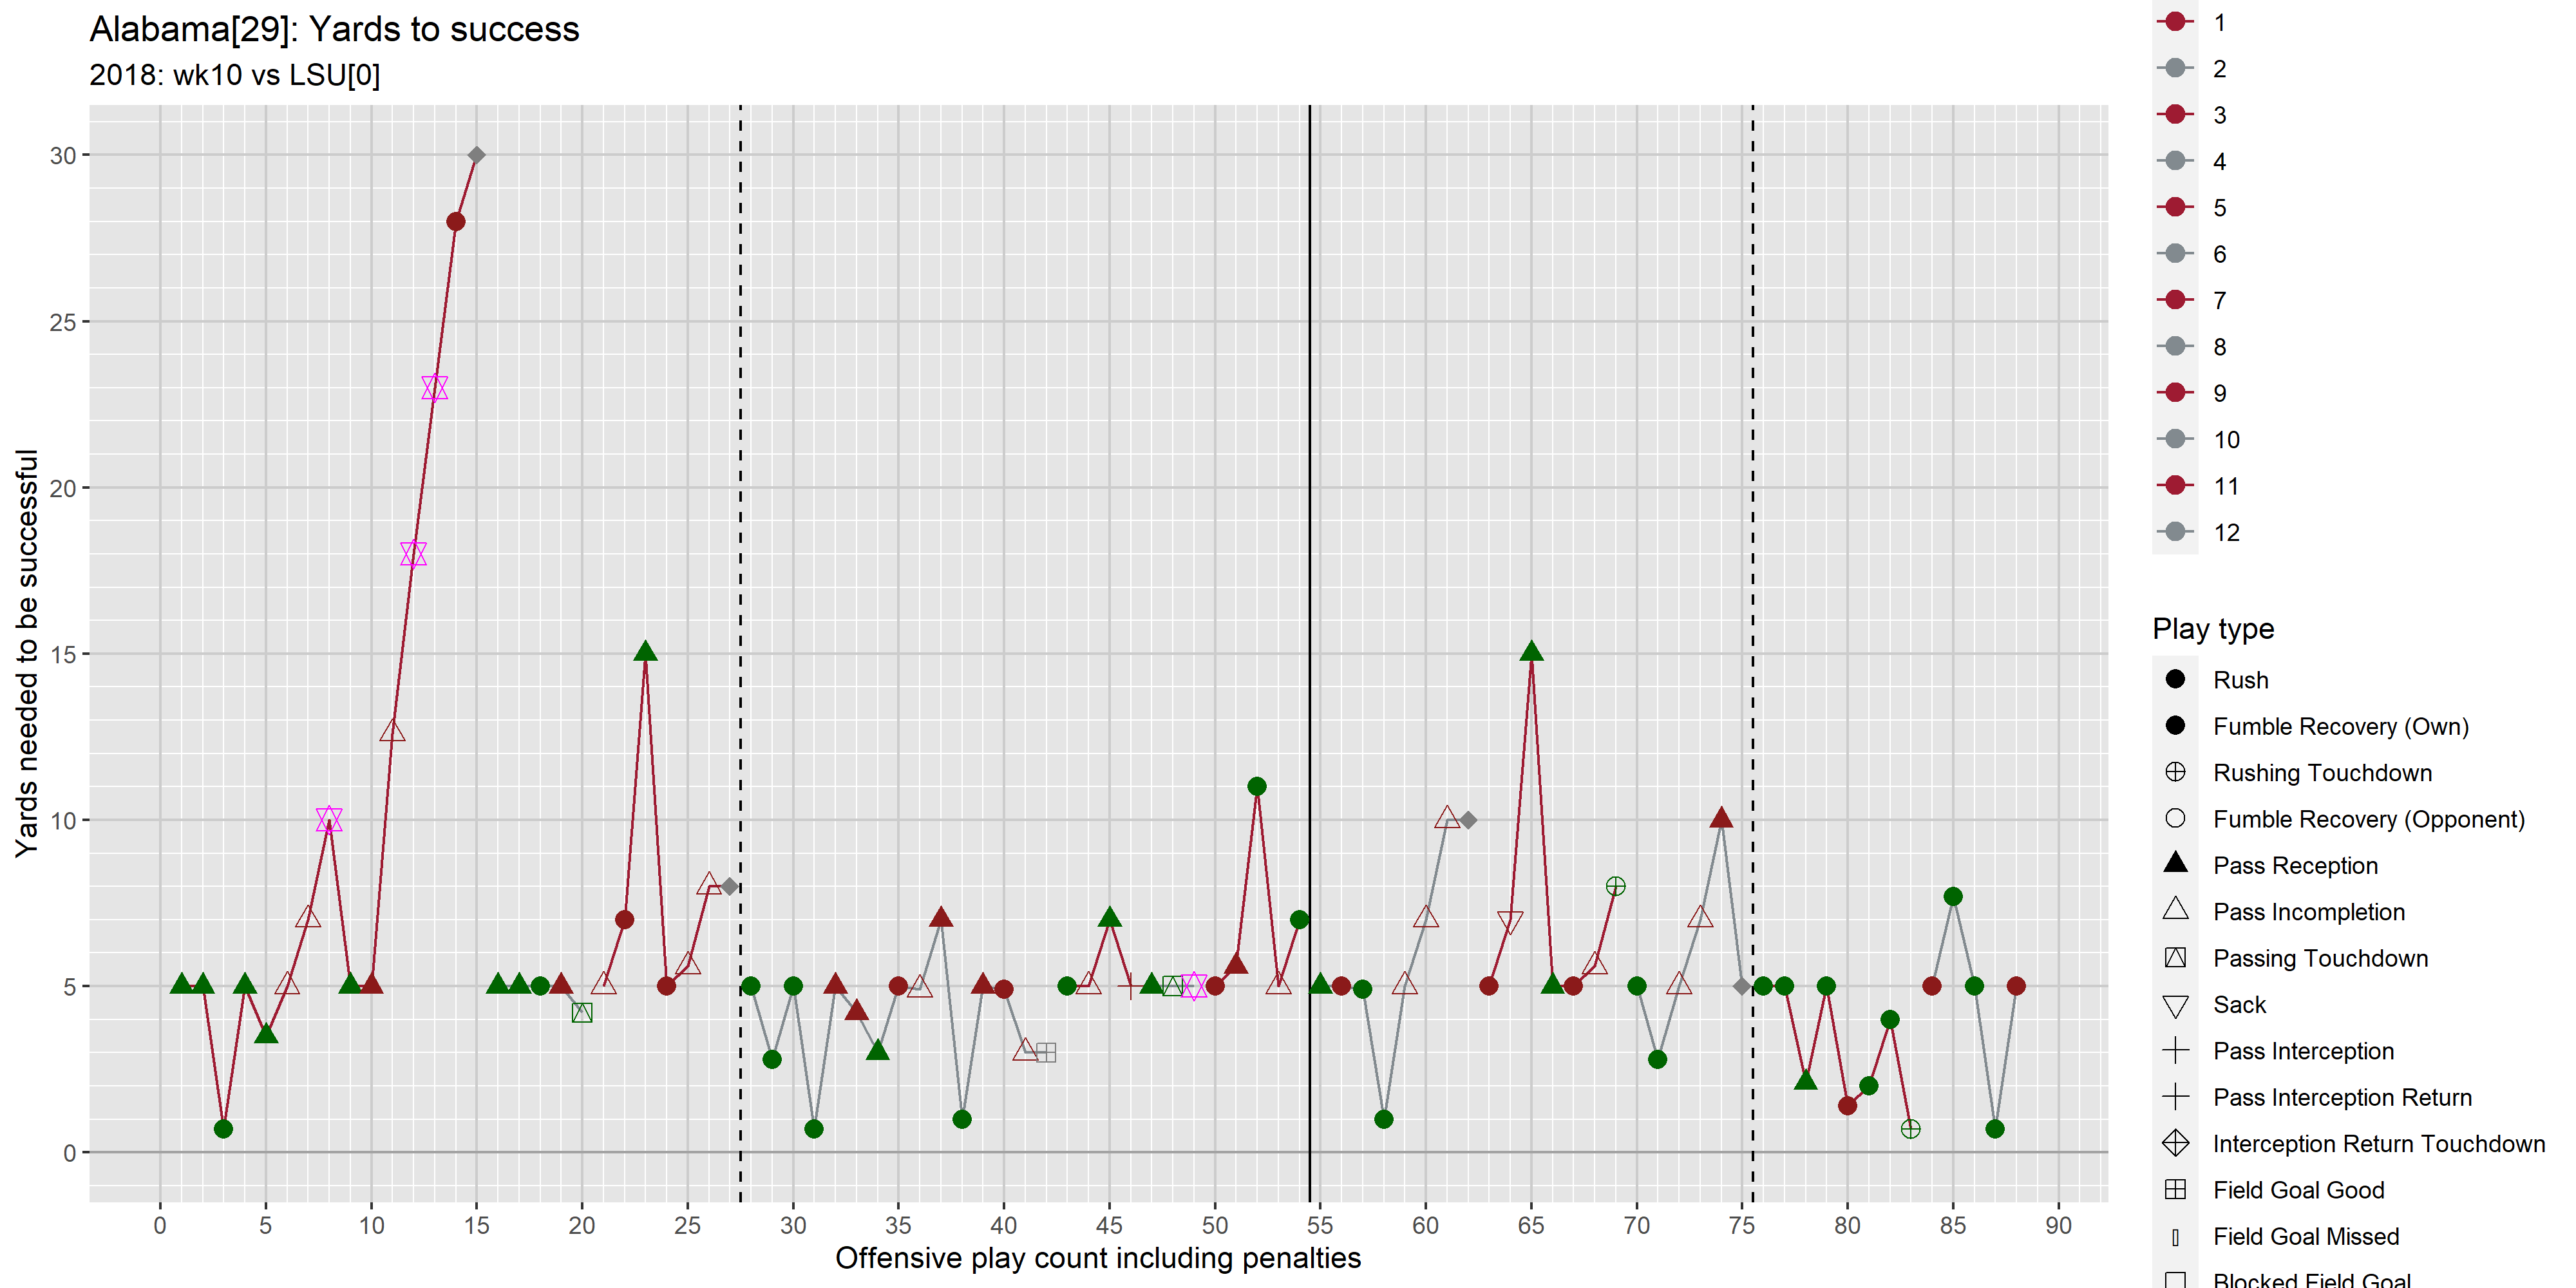 Alabama[29]: Yards to success
2018: wk10 vs LSU[0]
Yards needed to be successful
30
25
20
15
10
5
0
0 5 10 15 20 25 30 35 40 45 50 55 60 65 70 75 80 85 90
Offensive play count including penalties
1
2
3
4
5
6
7
8
9
10
11
12
Play type
Rush
Fumble Recovery (Own)
Rushing Touchdown
Fumble Recovery (Opponent)
Pass Reception
Pass Incompletion
Passing Touchdown
Sack
Pass Interception
Pass Interception Return
Interception Return Touchdown
Field Goal Good
Field Goal Missed
Blocked Field Goal